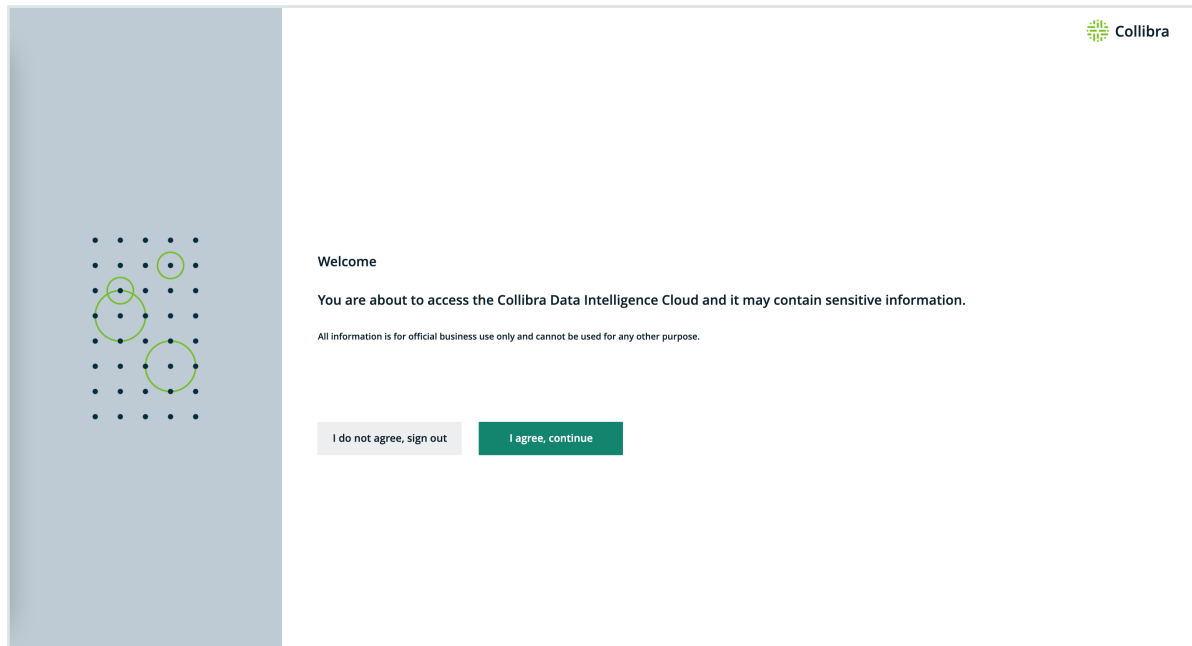 Collibra
Welcome
You are about to access the Collibra Data Intelligence Cloud and it may contain sensitive information.
All information is for official business use only and cannot be used for any other purpose.
I do not agree, sign out
I agree, continue